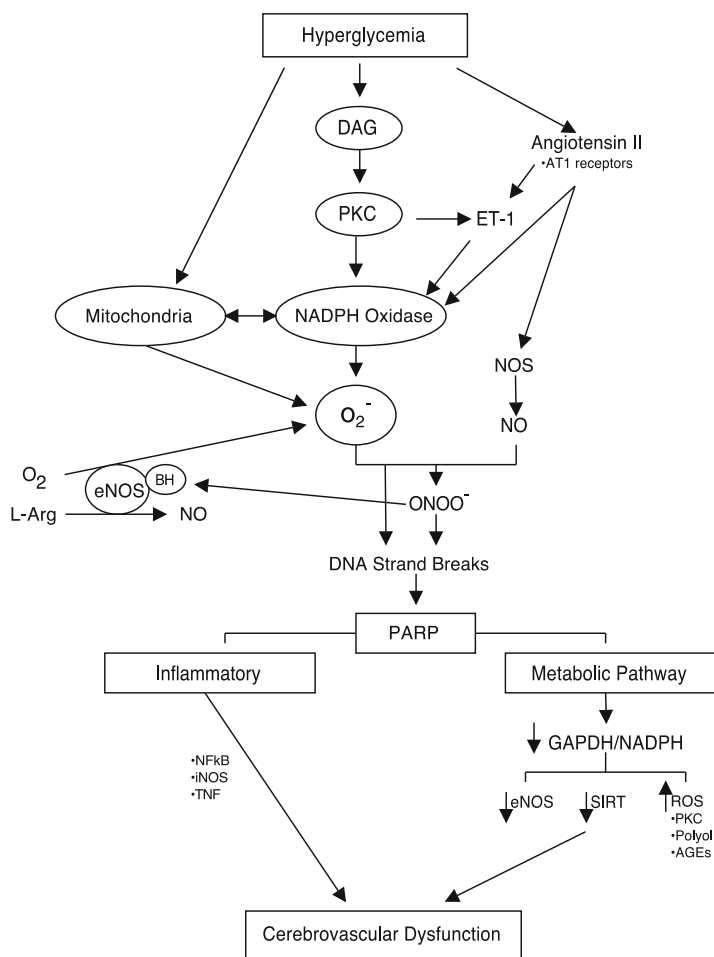 Hyperglycemia
DAG
Angiotensin II
•AT1 receptors
PKC
ET-1
Mitochondria
NADPH Oxidase
NOS
O2-
NO
O2
eNOS
BH
ONOO-
L-Arg
NO
DNA Strand Breaks
PARP
Inflammatory
Metabolic Pathway
GAPDH/NADPH
•NFkB
•iNOS
•TNF
eNOS
SIRT
ROS
•PKC
•Polyol
•AGEs
Cerebrovascular Dysfunction